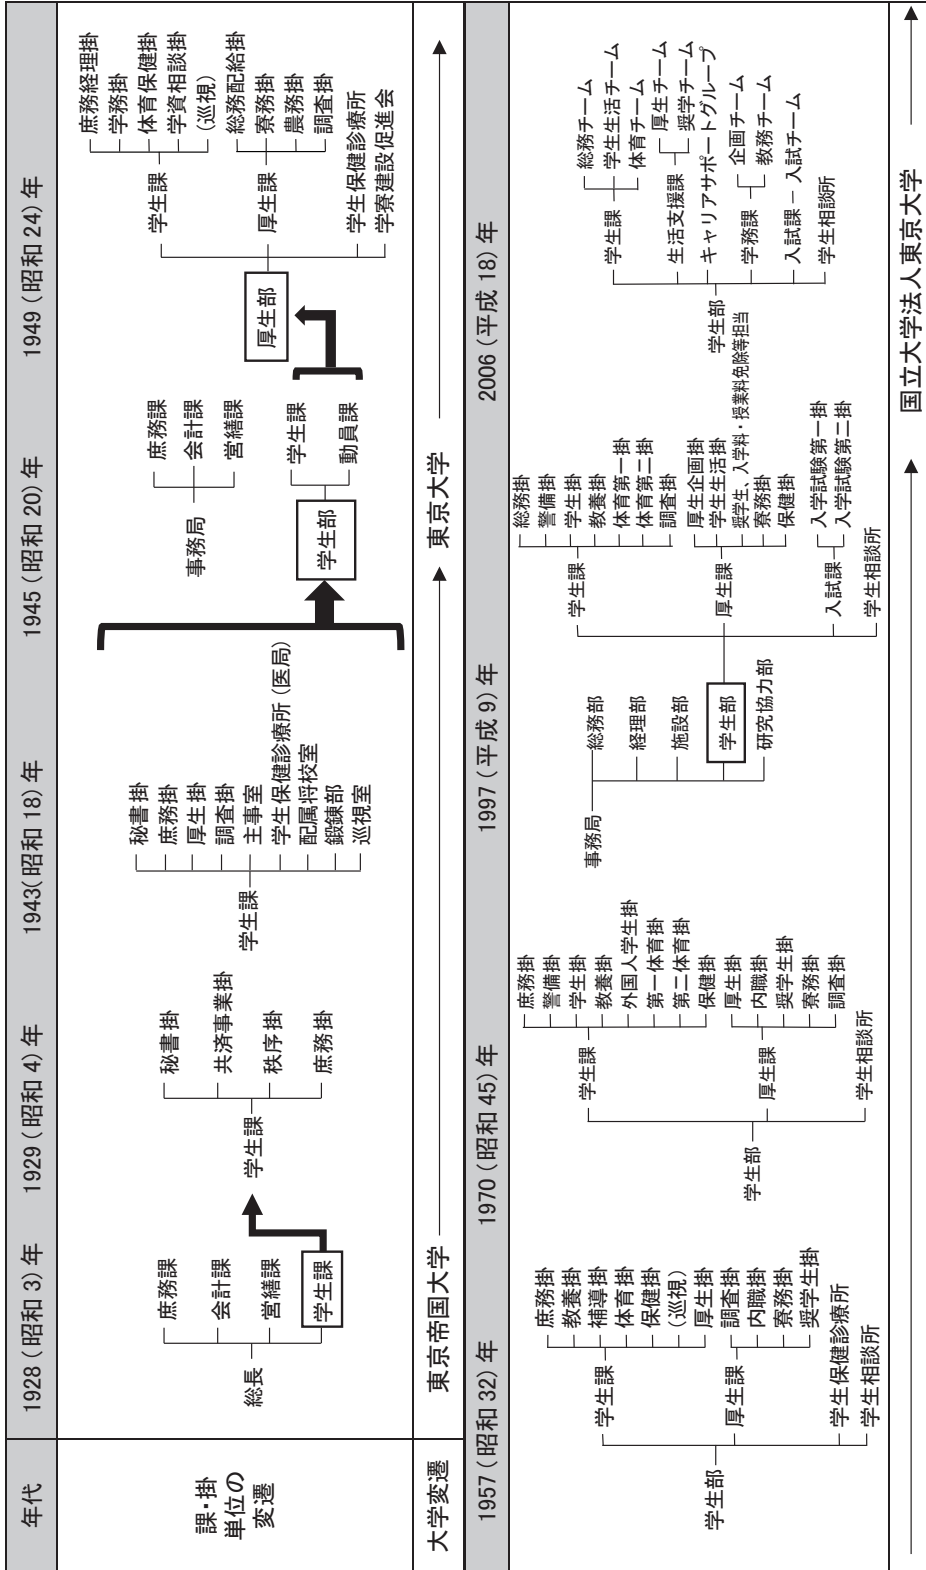 年代
1928 (昭和 3) 年
1929 (昭和 4) 年
1943(昭和 18) 年
1945 (昭和 20) 年
1949 (昭和 24) 年
課・掛
単位の
変遷
総長
庶務課
会計課
営繕課
学生課
学生課
秘書掛
共済事業掛
秩序掛
庶務掛
学生課
秘書掛
庶務掛
厚生掛
調査掛
主事室
学生保健診療所 (医局)
配属将校室
鍛錬部
巡視室
事務局
庶務課
会計課
営繕課
学生部
学生課
動員課
厚生部
学生課
庶務経理掛
学務掛
体育保健掛
学資相談掛
(巡視)
厚生課
総務配給掛
寮務掛
農務掛
調査掛
学生保健診療所
学寮建設促進会
大学変遷
東京帝国大学
東京大学
1957 (昭和 32) 年
1970 (昭和 45) 年
1997 (平成 9) 年
2006 (平成 18) 年
学生部
学生課
庶務掛
教養掛
補導掛
体育掛
保健掛
(巡視)
厚生掛
厚生課
調査掛
内職掛
寮務掛
奨学生掛
学生保健診療所
学生相談所
学生部
学生課
庶務掛
警備掛
学生掛
教養掛
外国人学生掛
第一体育掛
第二体育掛
保健掛
厚生課
厚生掛
内職掛
奨学生掛
寮務掛
調査掛
学生相談所
事務局
総務部
経理部
施設部
学生部
研究協力部
学生課
総務掛
警備掛
学生掛
教養掛
体育第一掛
体育第二掛
調査掛
厚生課
厚生企画掛
学生生活掛
奨学生、入学料・授業料免除等担当
寮務掛
保健掛
入試課
入学試験第一掛
入学試験第二掛
学生相談所
学生部
学生課
総務チーム
学生生活チーム
体育チーム
生活支援課
厚生チーム
奨学チーム
キャリアサポートグループ
学務課
企画チーム
教務チーム
入試課
入試チーム
学生相談所
国立大学法人東京大学